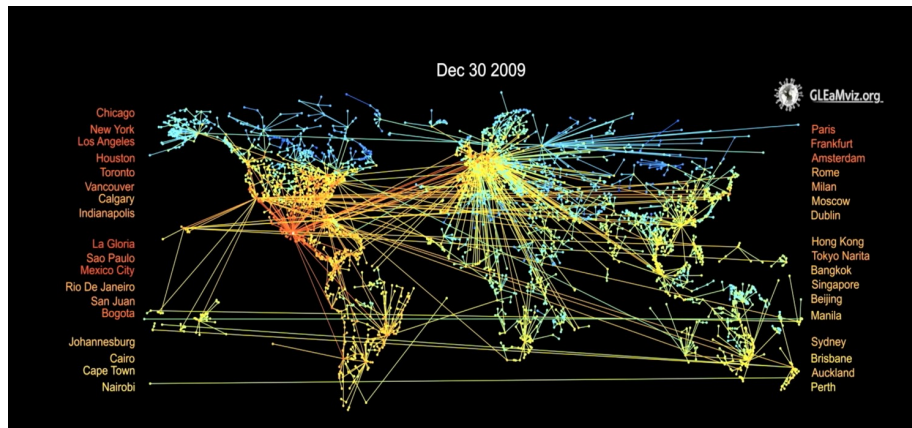 Dec 30 2009
GLEaMviz.org
Chicago
New York
Los Angeles
Houston
Toronto
Vancouver
Calgary
Indianapolis
La Gloria
Sao Paulo
Mexico City
Rio De Janeiro
San Juan
Bogota
Johannesburg
Cairo
Cape Town
Nairobi
Paris
Frankfurt
Amsterdam
Rome
Milan
Moscow
Dublin
Hong Kong
Tokyo Narita
Bangkok
Singapore
Beijing
Manila
Sydney
Brisbane
Auckland
Perth